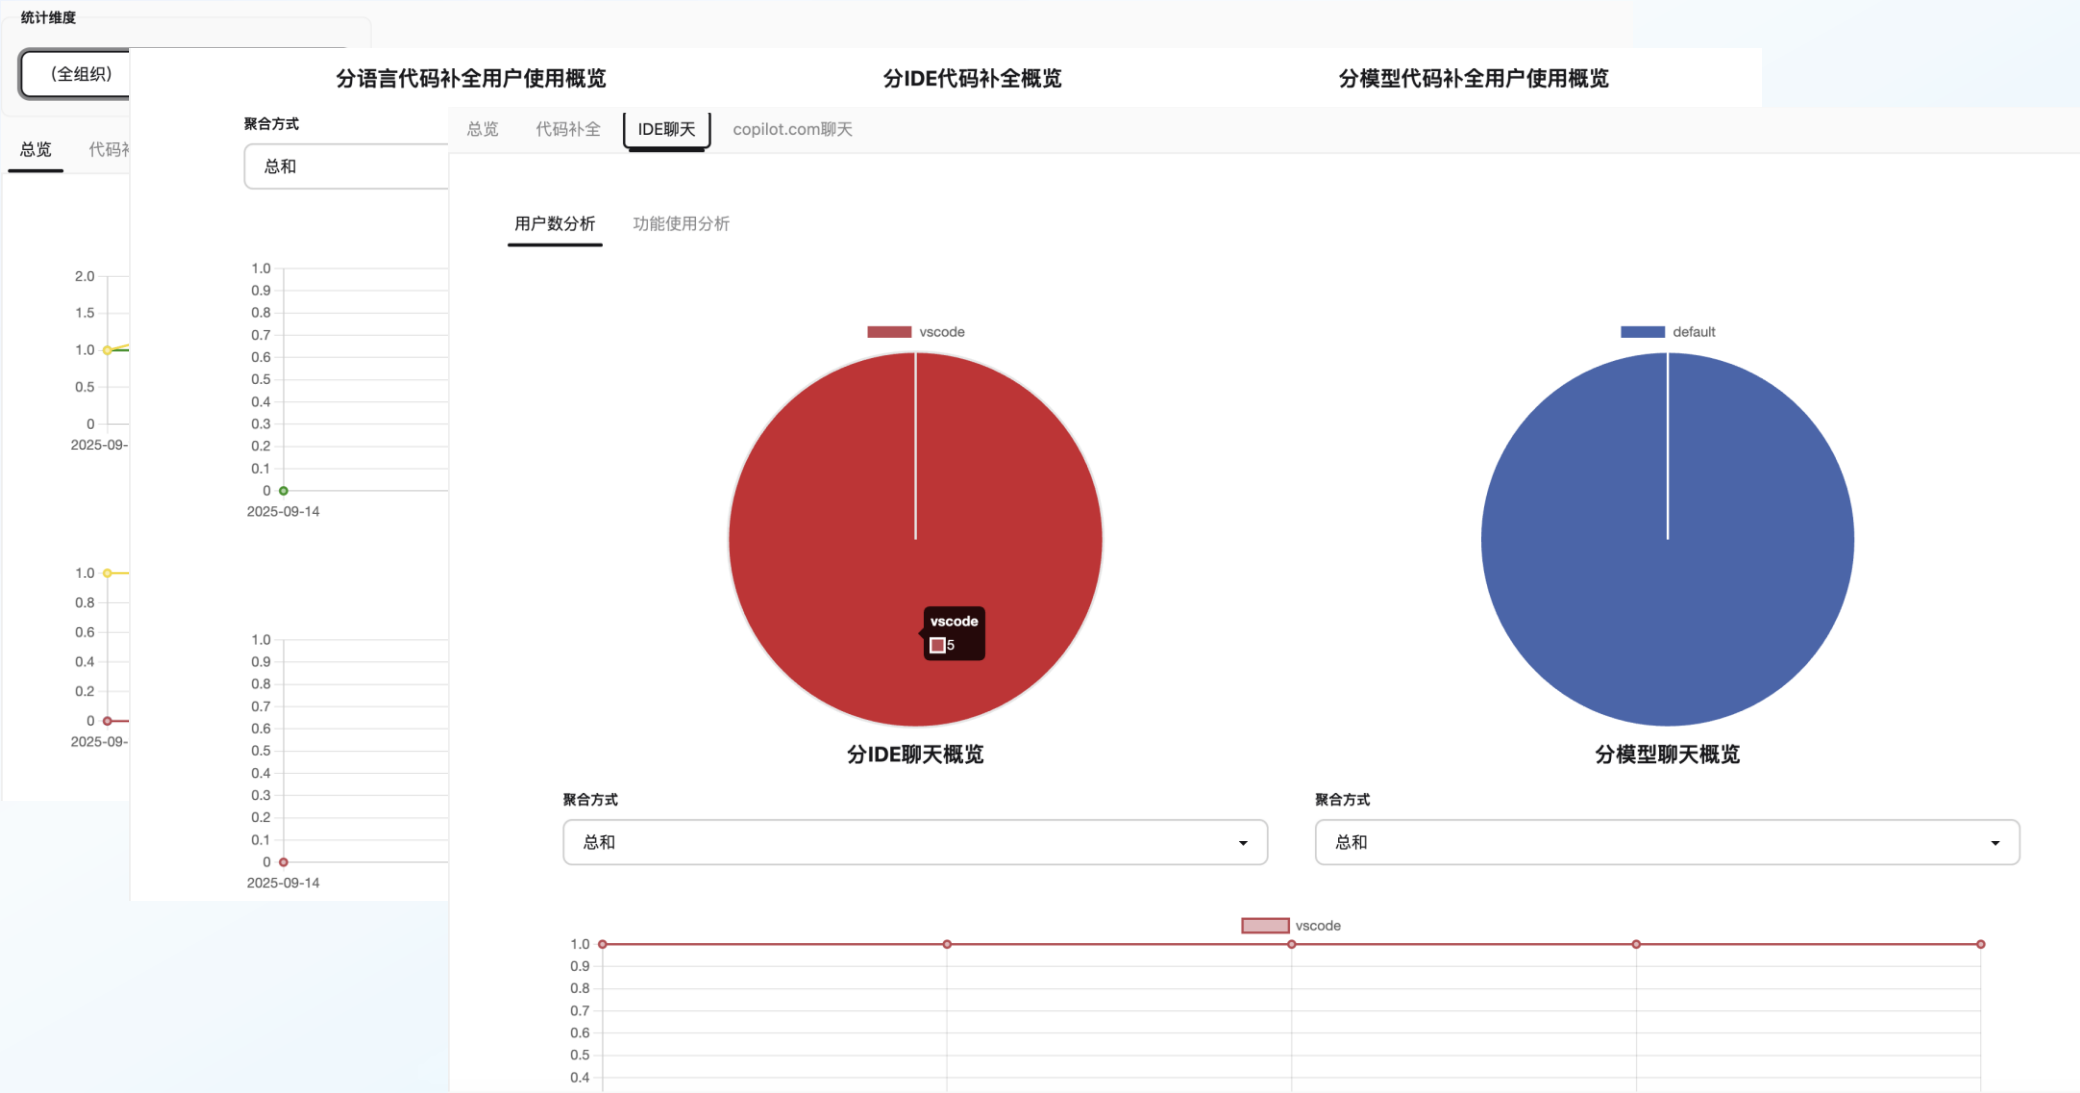 统计维度
(全组织)
总览
代码补
2.0
1.5
1.0
0.5
0
2025-09-
1.0
0.8
0.6
0.4
0.2
0
2025-09-
分语言代码补全用户使用概览
分IDE代码补全概览
分模型代码补全用户使用概览
聚合方式
总和
1.0
0.9
0.8
0.7
0.6
0.5
0.4
0.3
0.2
0.1
0
2025-09-14
1.0
0.9
0.8
0.7
0.6
0.5
0.4
0.3
0.2
0.1
0
2025-09-14
总览
代码补全
IDE聊天
copilot.com聊天
用户数分析
功能使用分析
vscode
vscode
5
分IDE聊天概览
聚合方式
总和
default
分模型聊天概览
聚合方式
总和
vscode
1.0
0.9
0.8
0.7
0.6
0.5
0.4